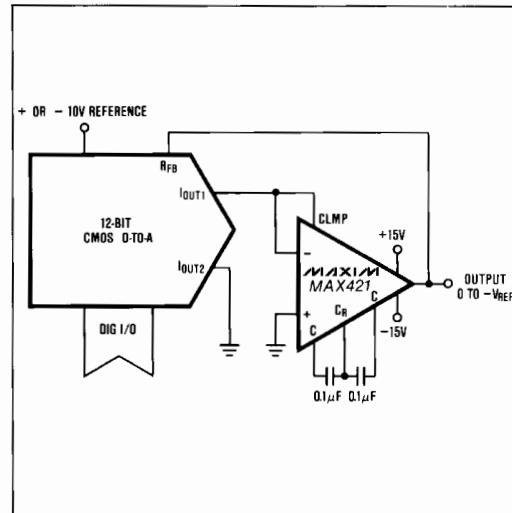 + OR − 10V REFERENCE
RFB
IOUT1
12-BIT
CMOS D-TO-A
CLMP
+15V
−
IOUT2
MAXIM
MAX421
OUTPUT
0 TO −VREF
C
+
CR
−15V
C
DIG I/O
0.1µF 0.1µF